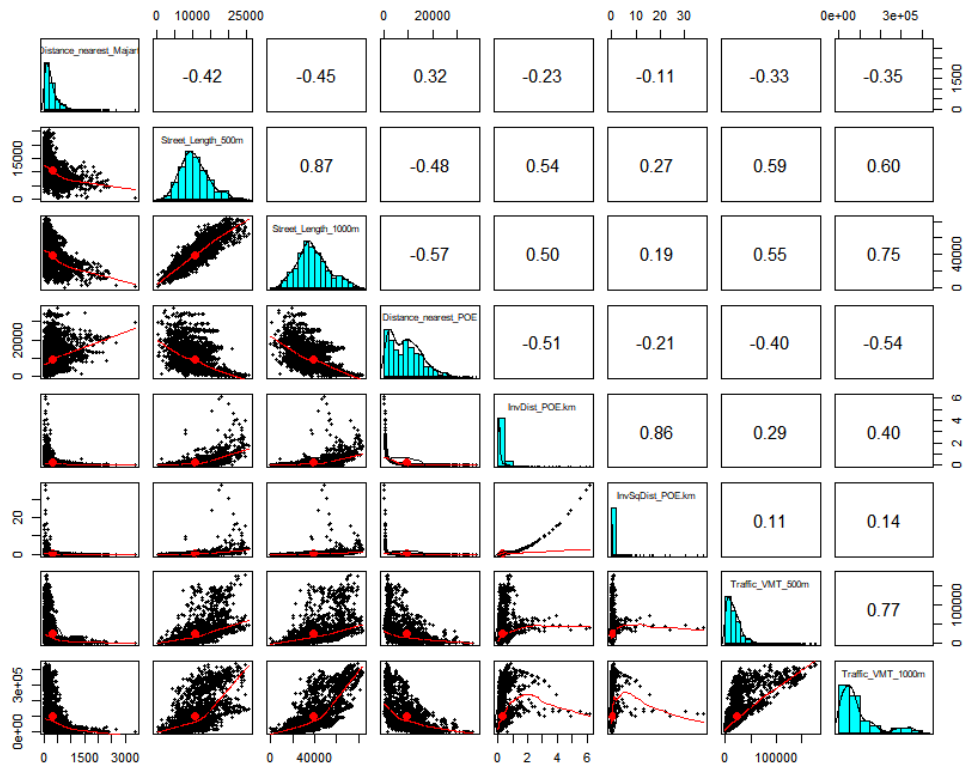 0 10000 25000
0 20000
0 10 20 30
0e+00 3e+05
Distance_nearest_Majart
-0.42
-0.45
0.32
-0.23
-0.11
-0.33
-0.35
0 1500
0 15000
Street_Length_500m
0.87
-0.48
0.54
0.27
0.59
0.60
Street_Length_1000m
-0.57
0.50
0.19
0.55
0.75
0 40000
0 20000
Distance_nearest_POE
-0.51
-0.21
-0.40
-0.54
InvDist_POE.km
0.86
0.29
0.40
0 2 4 6
0 20
InvSqDist_POE.km
0.11
0.14
Traffic_VMT_500m
0.77
0 100000
0e+00 3e+05
Traffic_VMT_1000m
0 1500 3000
0 40000
0 2 4 6
0 100000